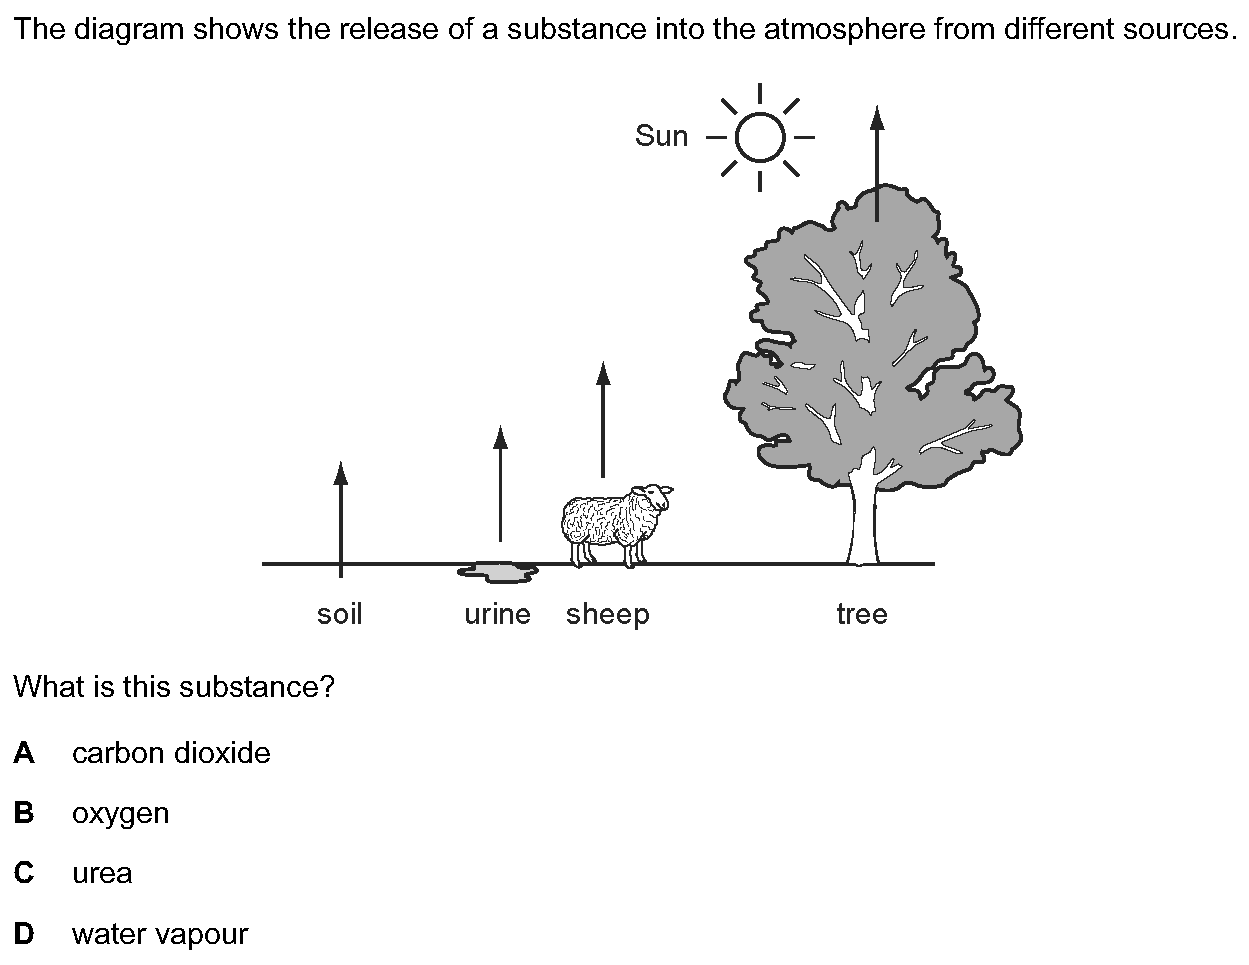 The diagram shows the release of a substance into the atmosphere from different sources.
Sun
soil urine sheep tree
What is this substance?
A carbon dioxide
B oxygen
C urea
D water vapour